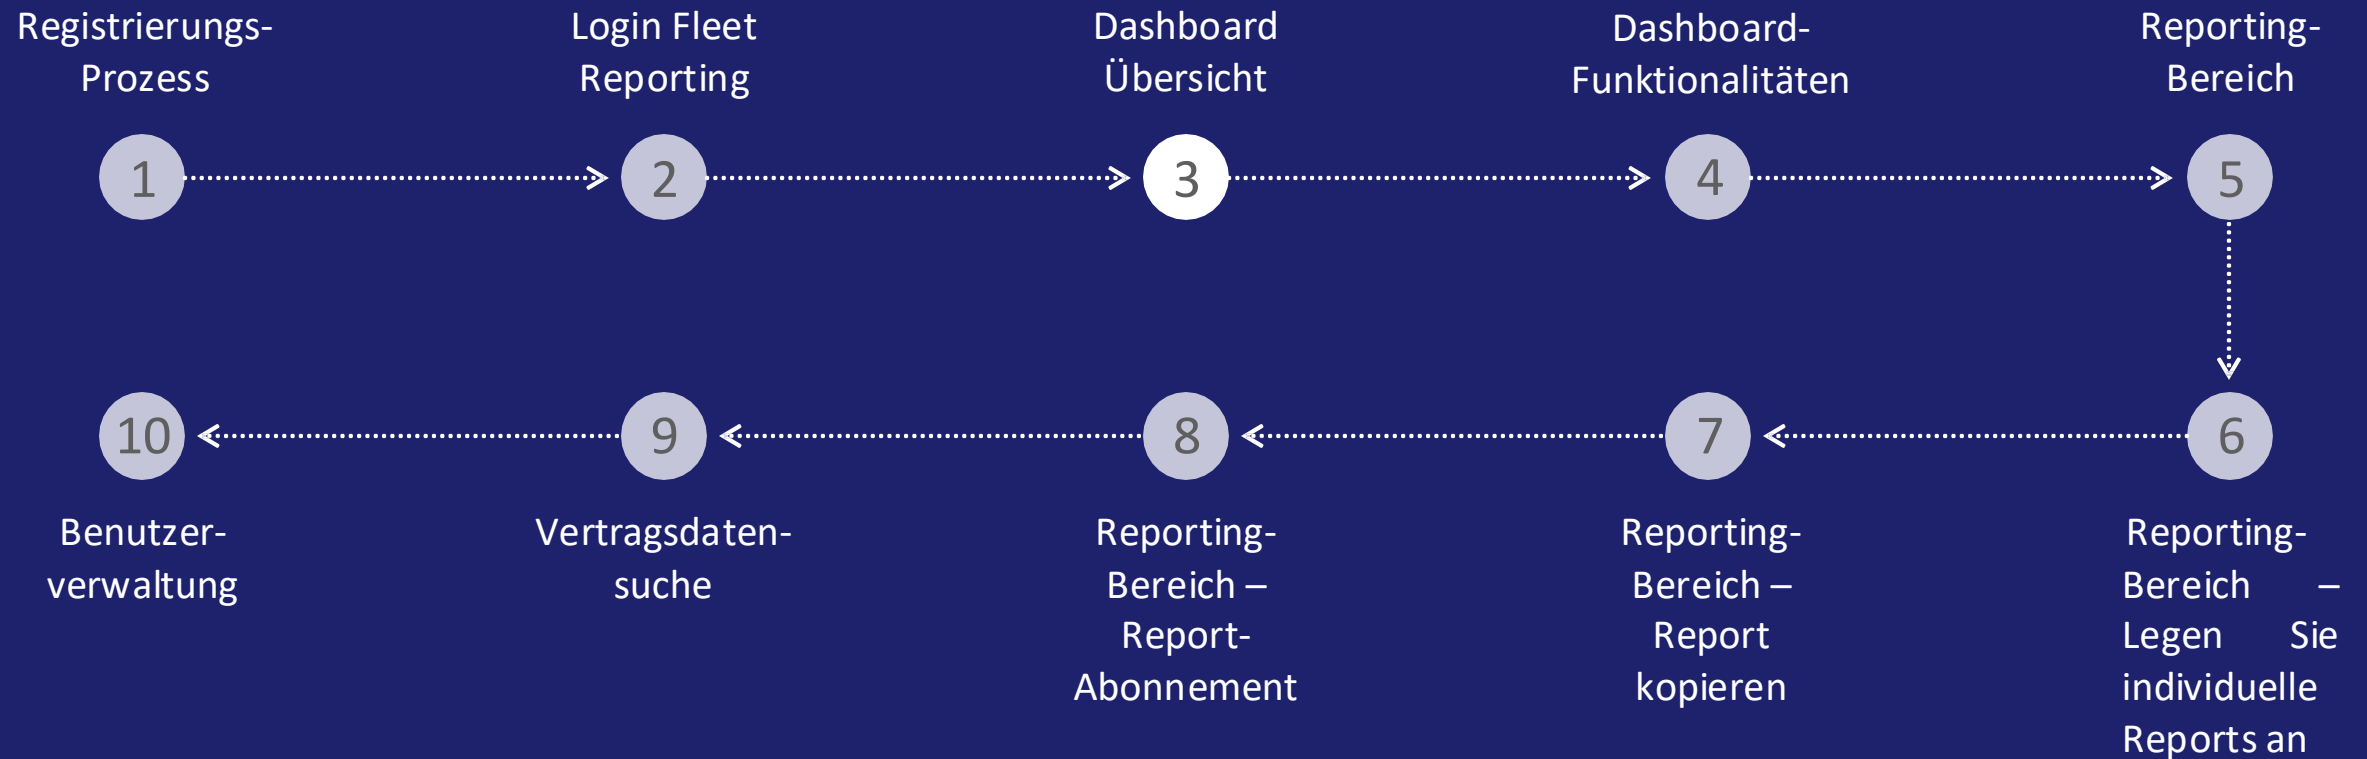 Registrierungs-
Prozess
Login Fleet
Reporting
Dashboard
Übersicht
Dashboard-
Funktionalitäten
Reporting-
Bereich
1
2
3
4
5
10
9
8
7
6
Benutzer-
verwaltung
Vertragsdaten-
suche
Reporting-
Bereich –
Report-
Abonnement
Reporting-
Bereich –
Report
kopieren
Reporting-
Bereich –
Legen Sie
individuelle
Reports an